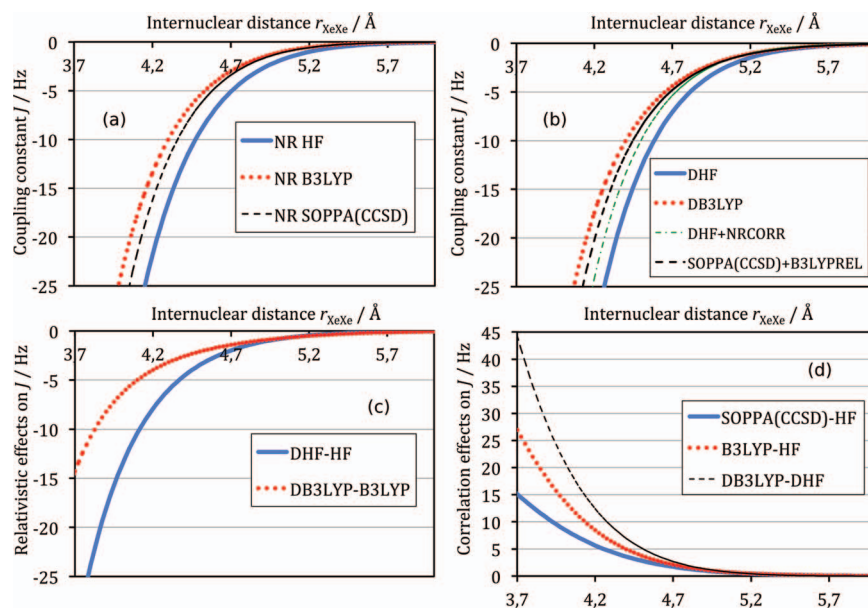 Internuclear distance rXeXe / Å
3,7 4,2 4,7 5,2 5,7
0
-5
-10
-15
-20
-25
Coupling constant J / Hz
(a)
NR HF
NR B3LYP
NR SOPPA(CCSD)
Internuclear distance rXeXe / Å
3,7 4,2 4,7 5,2 5,7
0
-5
-10
-15
-20
-25
Coupling constant J / Hz
(b)
DHF
DB3LYP
DHF+NRCORR
SOPPA(CCSD)+B3LYPREL
Internuclear distance rXeXe / Å
3,7 4,2 4,7 5,2 5,7
0
-5
-10
-15
-20
-25
Relativistic effects on J / Hz
(c)
DHF-HF
DB3LYP-B3LYP
Internuclear distance rXeXe / Å
45
40
35
30
25
20
15
10
5
0
Correlation effects on J / Hz
(d)
SOPPA(CCSD)-HF
B3LYP-HF
DB3LYP-DHF
3,7 4,2 4,7 5,2 5,7